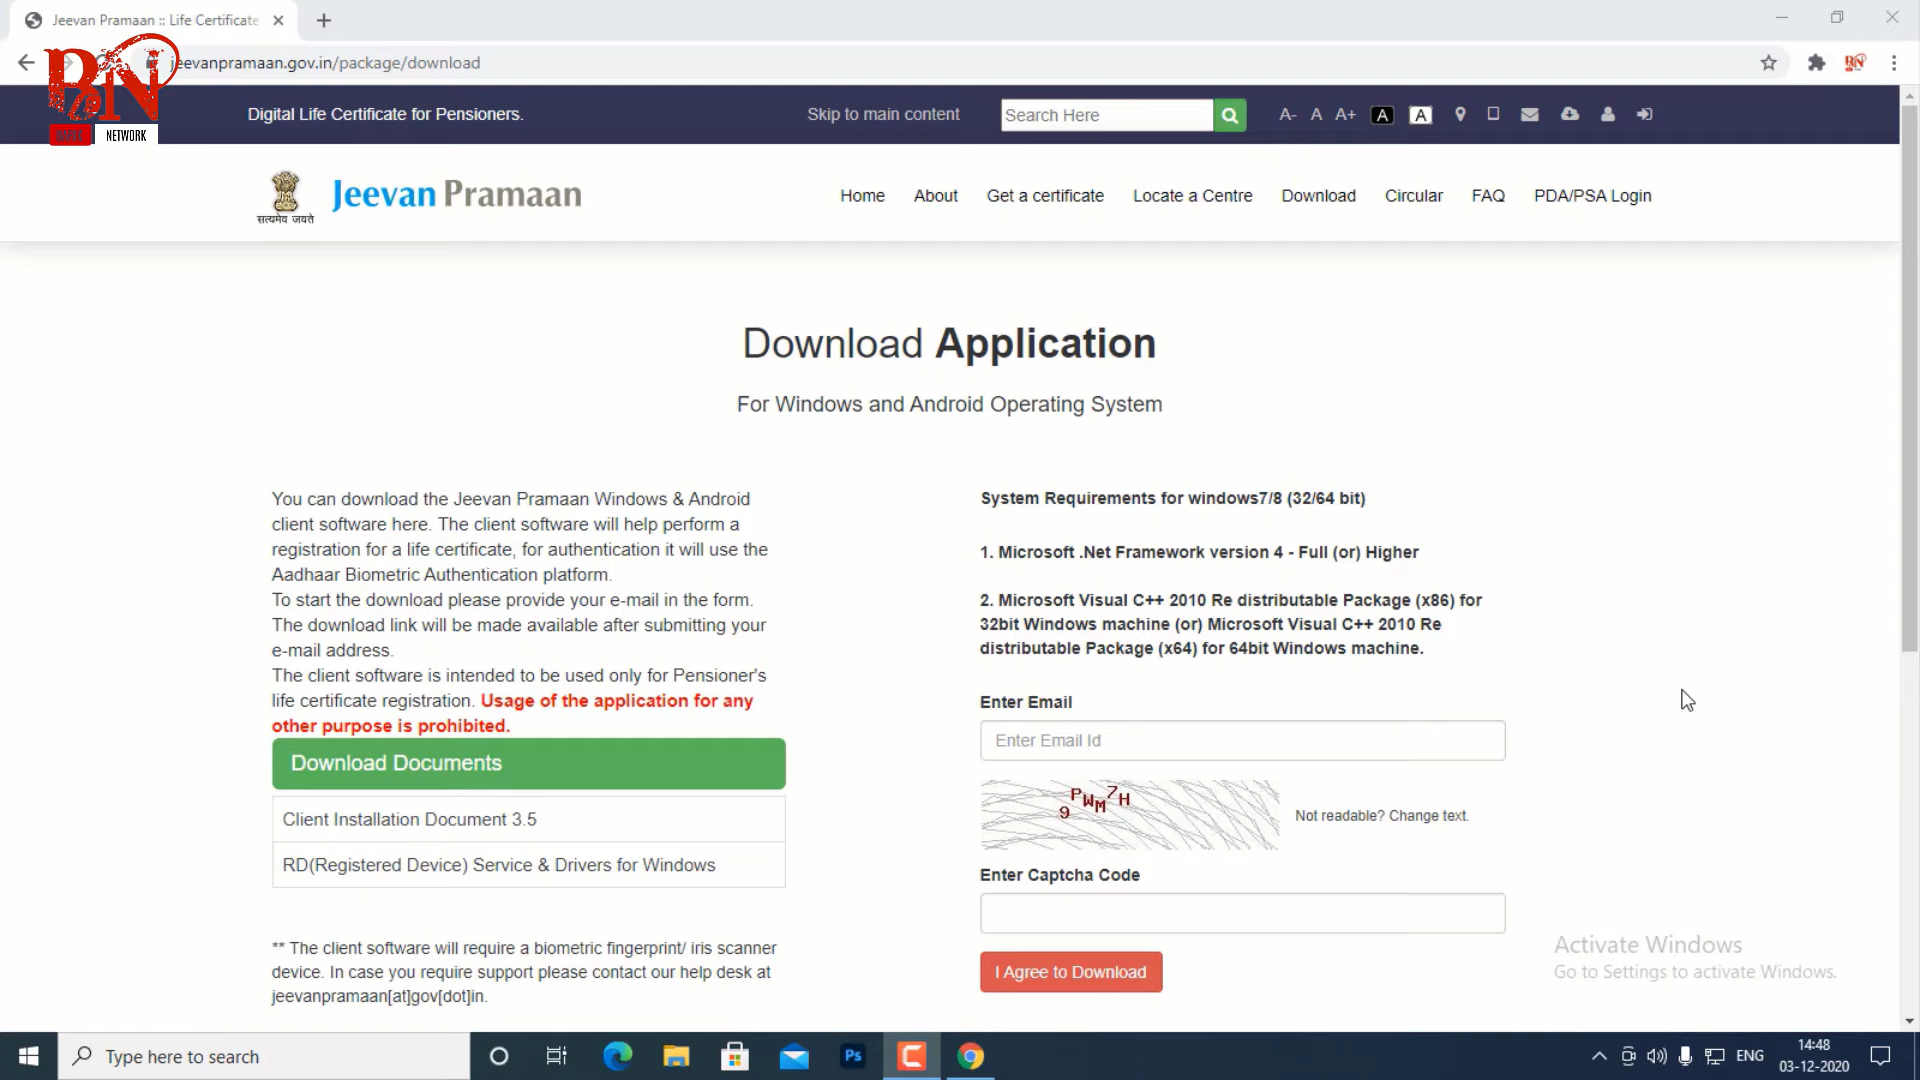 Jeevan Pramaan :: Life Certificate
jeevanpramaan.gov.in/package/download
BN
NETWORK
Digital Life Certificate for Pensioners.
Skip to main content
Search Here
A- A A+ A A
सत्यमेव जयते
Jeevan Pramaan
Home About Get a certificate Locate a Centre Download Circular FAQ PDA/PSA Login
Download Application
For Windows and Android Operating System
You can download the Jeevan Pramaan Windows & Android
client software here. The client software will help perform a
registration for a life certificate, for authentication it will use the
Aadhaar Biometric Authentication platform.
To start the download please provide your e-mail in the form.
The download link will be made available after submitting your
e-mail address.
The client software is intended to be used only for Pensioner's
life certificate registration. Usage of the application for any
other purpose is prohibited.
Download Documents
Client Installation Document 3.5
RD(Registered Device) Service & Drivers for Windows
** The client software will require a biometric fingerprint/ iris scanner
device. In case you require support please contact our help desk at
jeevanpramaan[at]gov[dot]in.
System Requirements for windows7/8 (32/64 bit)
1. Microsoft .Net Framework version 4 - Full (or) Higher
2. Microsoft Visual C++ 2010 Re distributable Package (x86) for
32bit Windows machine (or) Microsoft Visual C++ 2010 Re
distributable Package (x64) for 64bit Windows machine.
Enter Email
Enter Email Id
9PWM7H
Not readable? Change text.
Enter Captcha Code
I Agree to Download
Activate Windows
Go to Settings to activate Windows.
Type here to search
Ps
ENG
14:48
03-12-2020